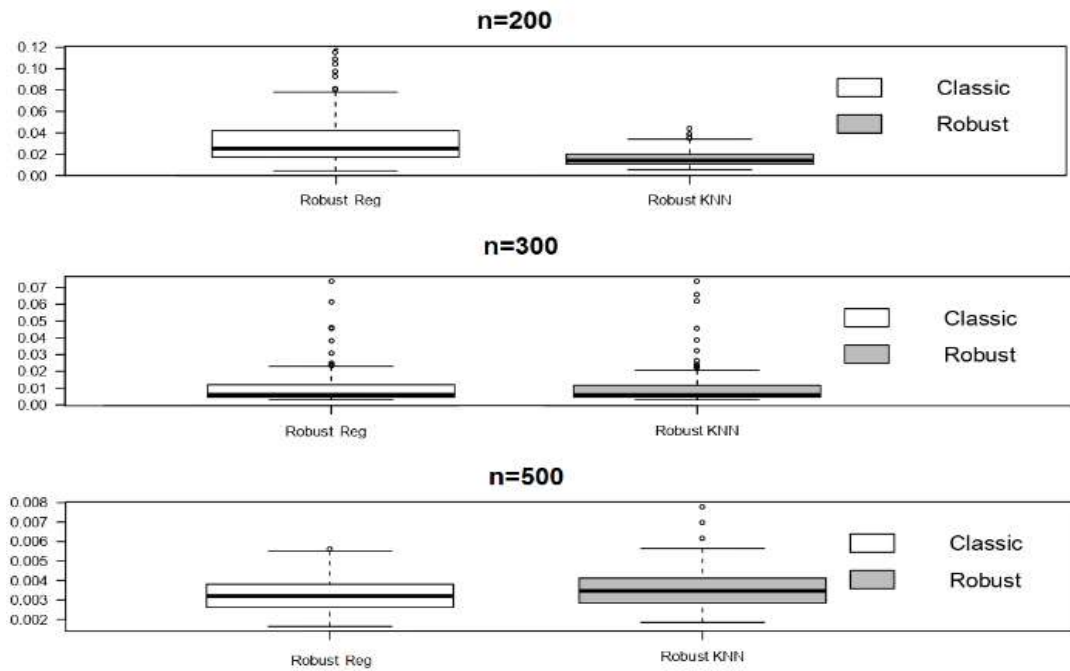 n=200
0.12
0.10
0.08
0.06
0.04
0.02
0.00
Classic
Robust
Robust Reg
Robust KNN
n=300
0.07
0.06
0.05
0.04
0.03
0.02
0.01
0.00
Classic
Robust
Robust Reg
Robust KNN
n=500
0.008
0.007
0.006
0.005
0.004
0.003
0.002
Classic
Robust
Robust Reg
Robust KNN